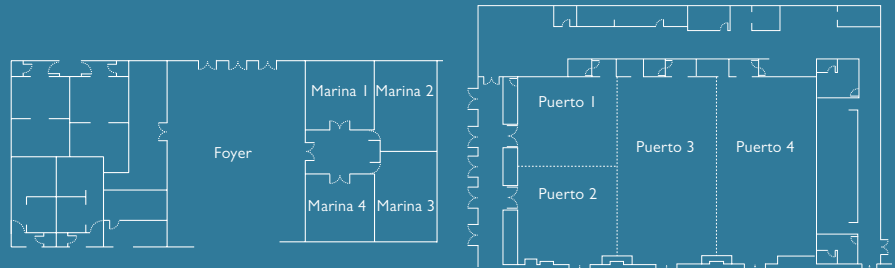 Marina 1
Marina 2
Foyer
Marina 4
Marina 3
Puerto 1
Puerto 2
Puerto 3
Puerto 4